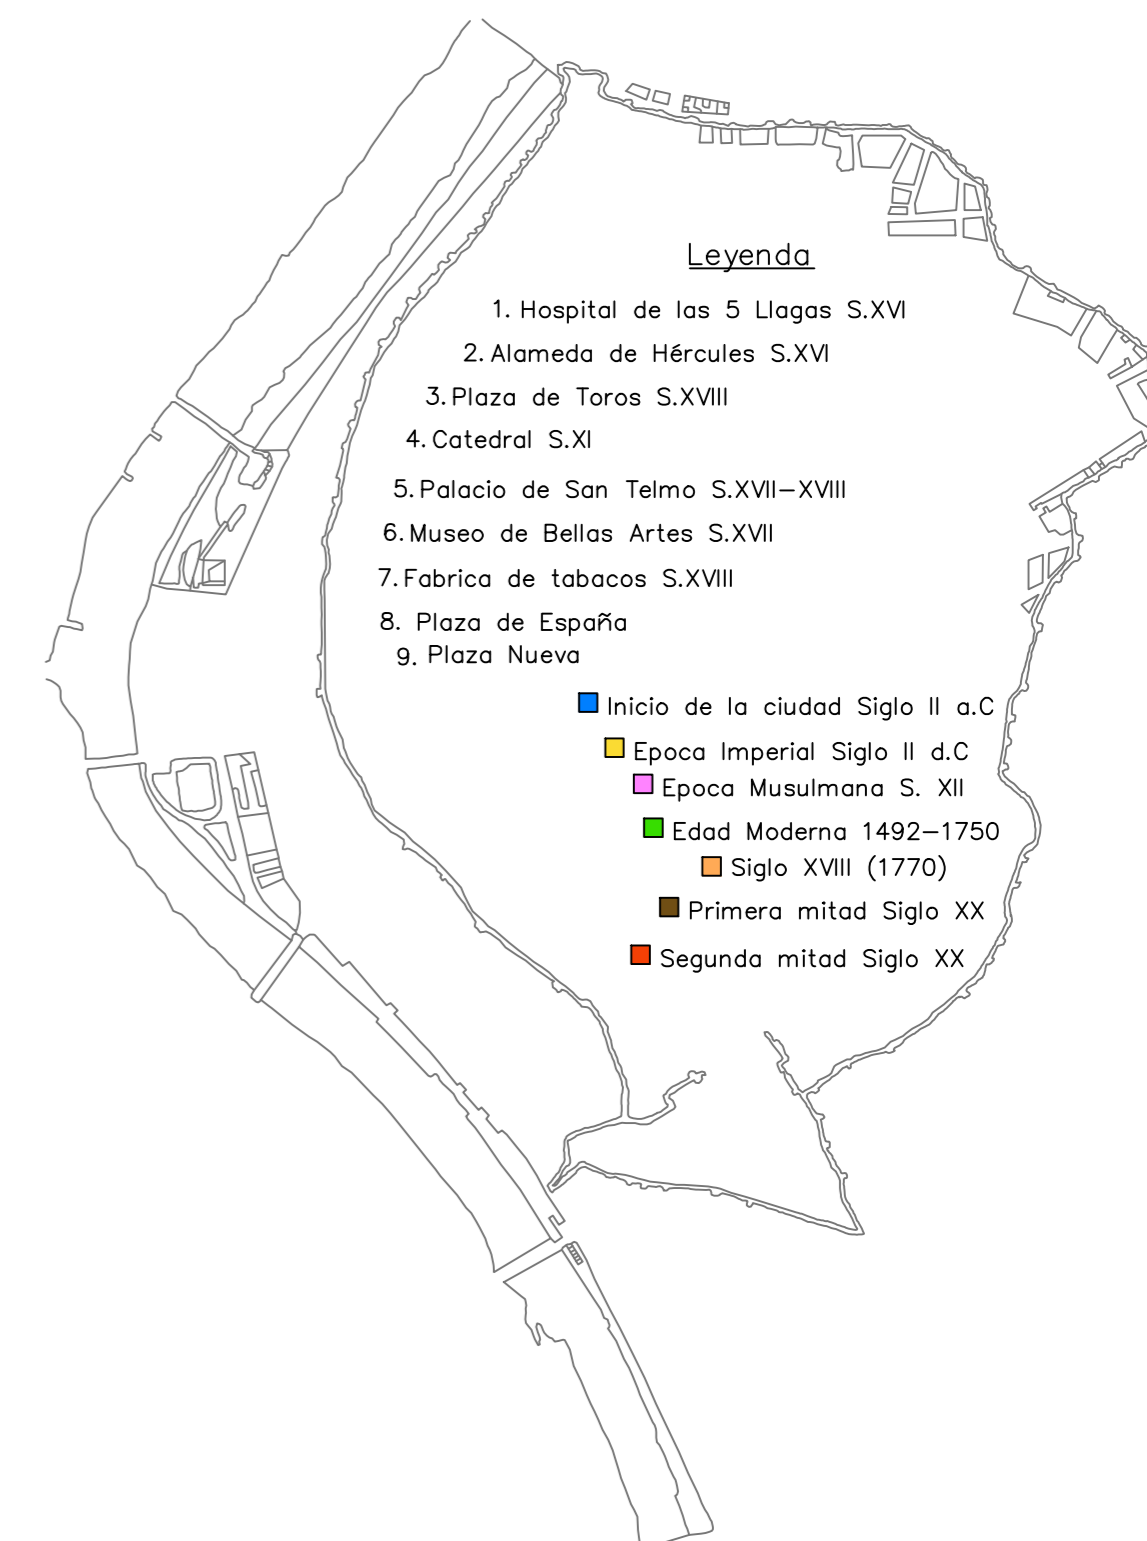 Leyenda
1. Hospital de las 5 Llagas S.XVI
2. Alameda de Hércules S.XVI
3. Plaza de Toros S.XVIII
4. Catedral S.XI
5. Palacio de San Telmo S.XVII-XVIII
6. Museo de Bellas Artes S.XVII
7. Fabrica de tabacos S.XVIII
8. Plaza de España
9. Plaza Nueva
Inicio de la ciudad Siglo II a.C
Epoca Imperial Siglo II d.C
Epoca Musulmana S. XII
Edad Moderna 1492-1750
Siglo XVIII (1770)
Primera mitad Siglo XX
Segunda mitad Siglo XX